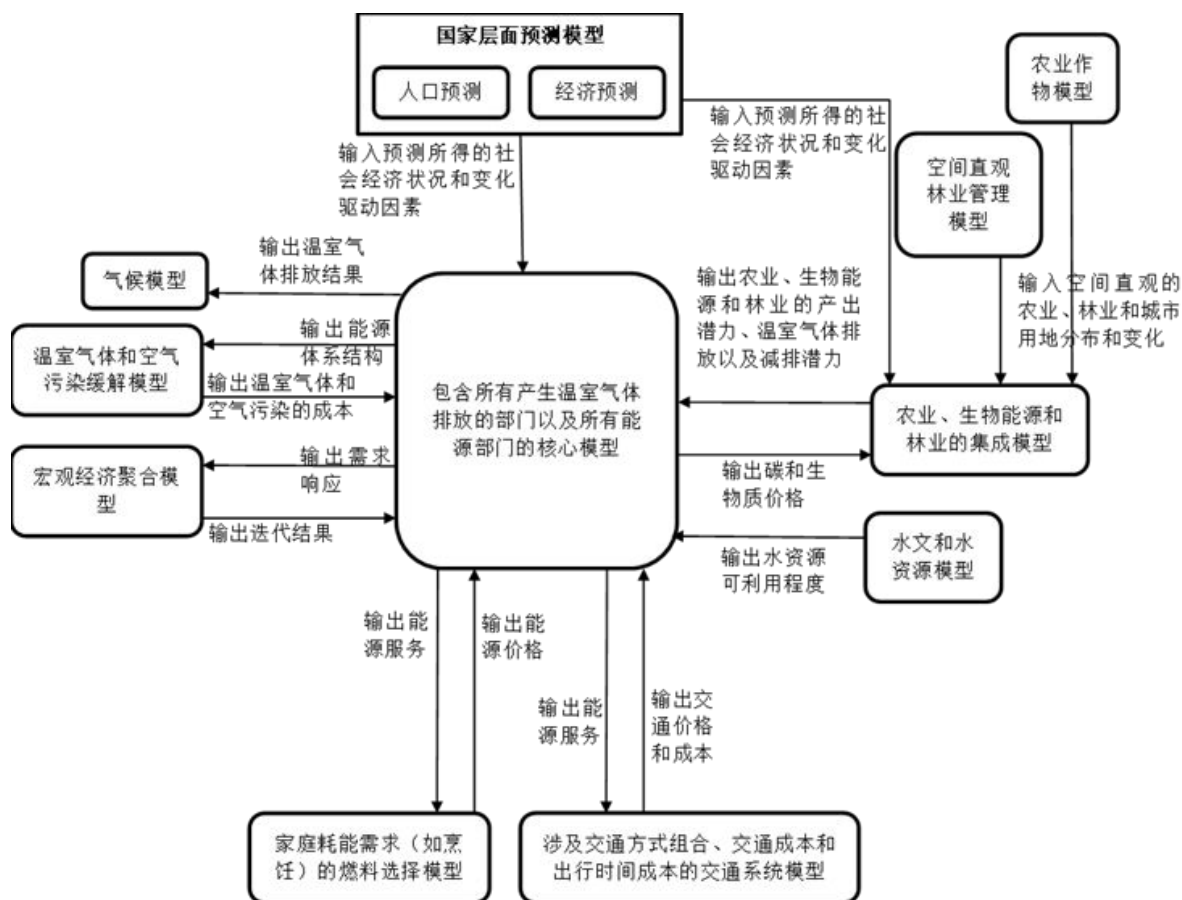 国家层面预测模型
人口预测
经济预测
农业作
物模型
输入预测所得的社
会经济状况和变化
驱动因素
输入预测所得的社
会经济状况和变化
驱动因素
空间直观
林业管理
模型
气候模型
输出温室气
体排放结果
输出农业、生物能
源和林业的产出
潜力、温室气体排
放以及减排潜力
输入空间直观的
农业、林业和城市
用地分布和变化
温室气体和空气
污染缓解模型
输出能源
体系结构
输出温室气体和
空气污染的成本
包含所有产生温室气体
排放的部门以及所有能
源部门的核心模型
农业、生物能源和
林业的集成模型
宏观经济聚合模
型
输出需求
响应
输出迭代结果
输出碳和生
物质价格
输出水资源
可利用程度
水文和水
资源模型
输出能
源服务
输出能
源价格
输出能
源服务
输出交
通价格
和成本
家庭耗能需求（如烹
饪）的燃料选择模型
涉及交通方式组合、交通成本和
出行时间成本的交通系统模型